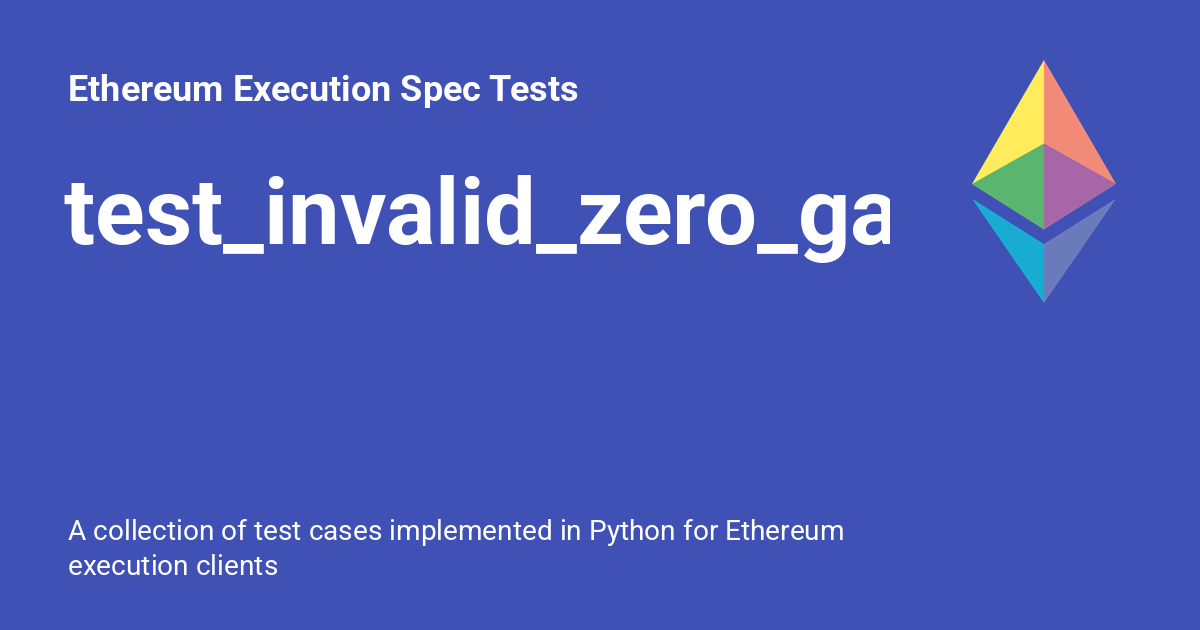 Ethereum Execution Spec Tests
test_invalid_zero_ga
A collection of test cases implemented in Python for Ethereum
execution clients